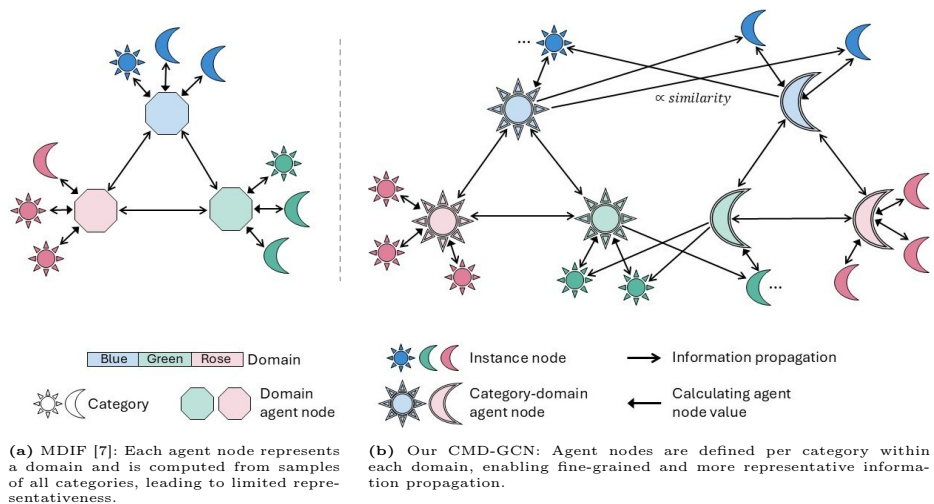 ...
∝ similarity
...
Blue Green Rose Domain
Category
Domain
agent node
Instance node
Category-domain
agent node
Information propagation
Calculating agent
node value
(a) MDIF [7]: Each agent node represents
a domain and is computed from samples
of all categories, leading to limited repre-
sentativeness.
(b) Our CMD-GCN: Agent nodes are defined per category within
each domain, enabling fine-grained and more representative informa-
tion propagation.